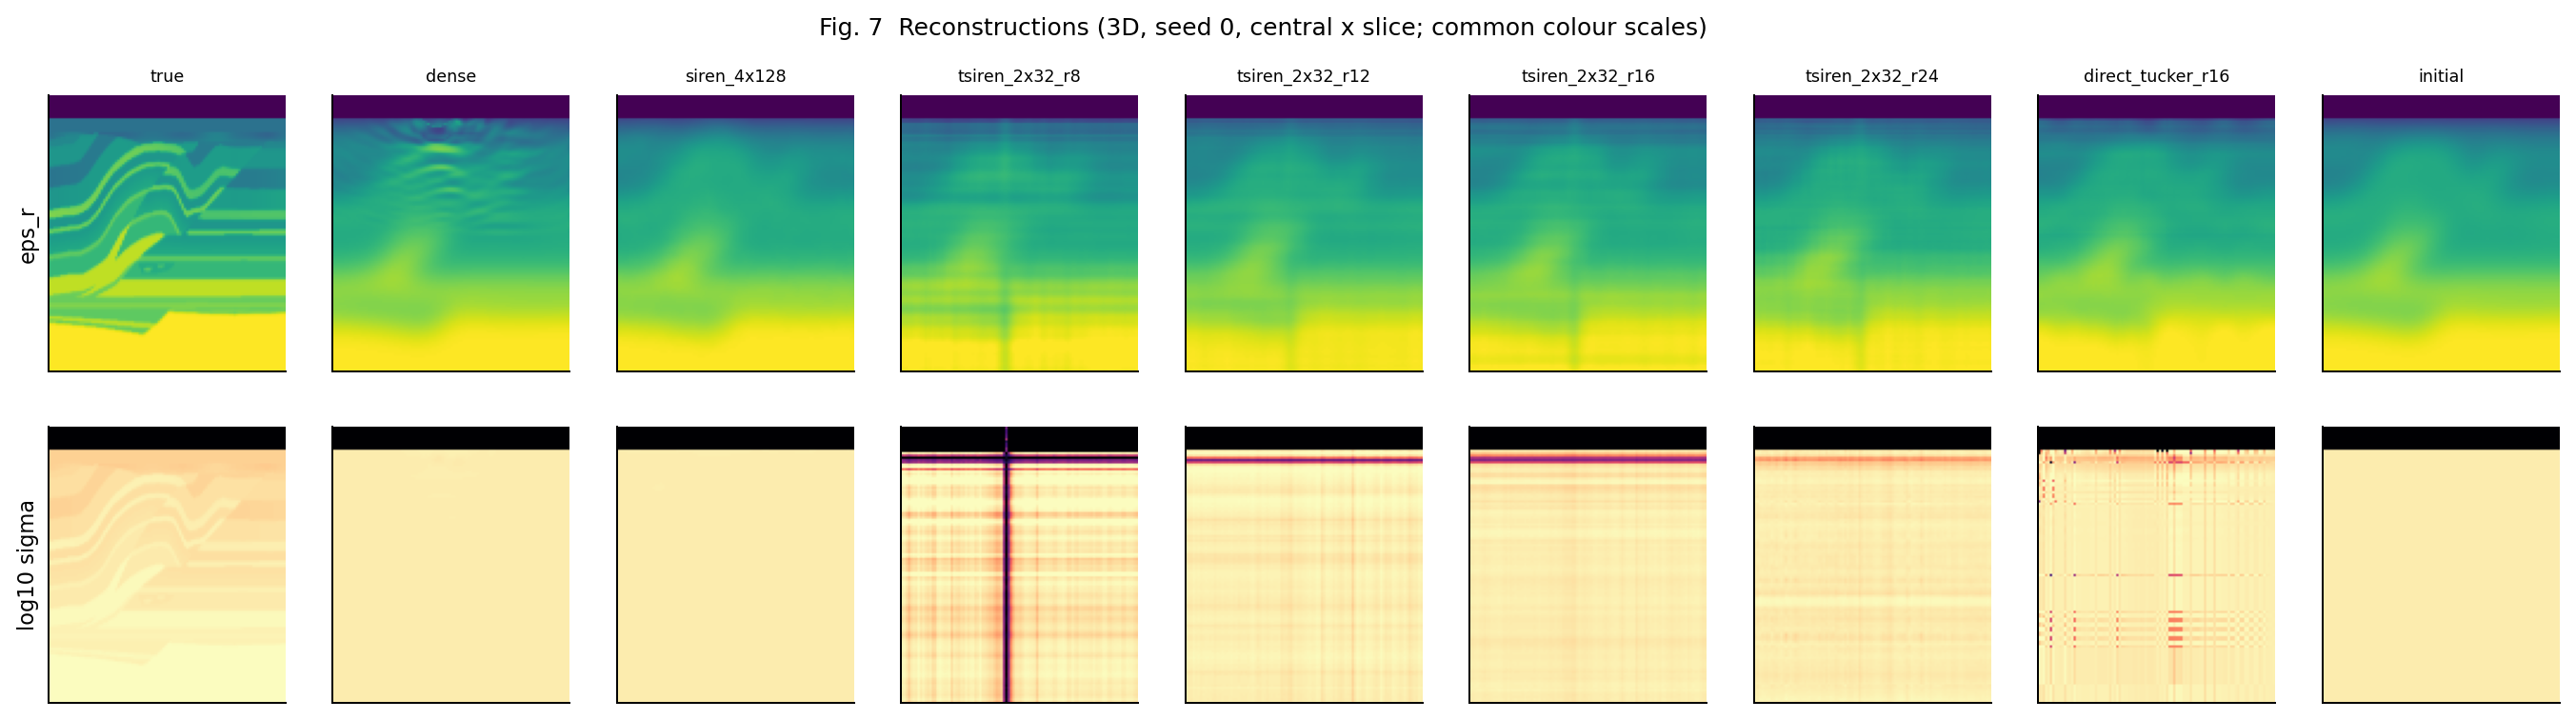 Fig. 7  Reconstructions (3D, seed 0, central x slice; common colour scales)
true
dense
siren_4x128
tsiren_2x32_r8
tsiren_2x32_r12
tsiren_2x32_r16
tsiren_2x32_r24
direct_tucker_r16
initial
eps_r
log10 sigma